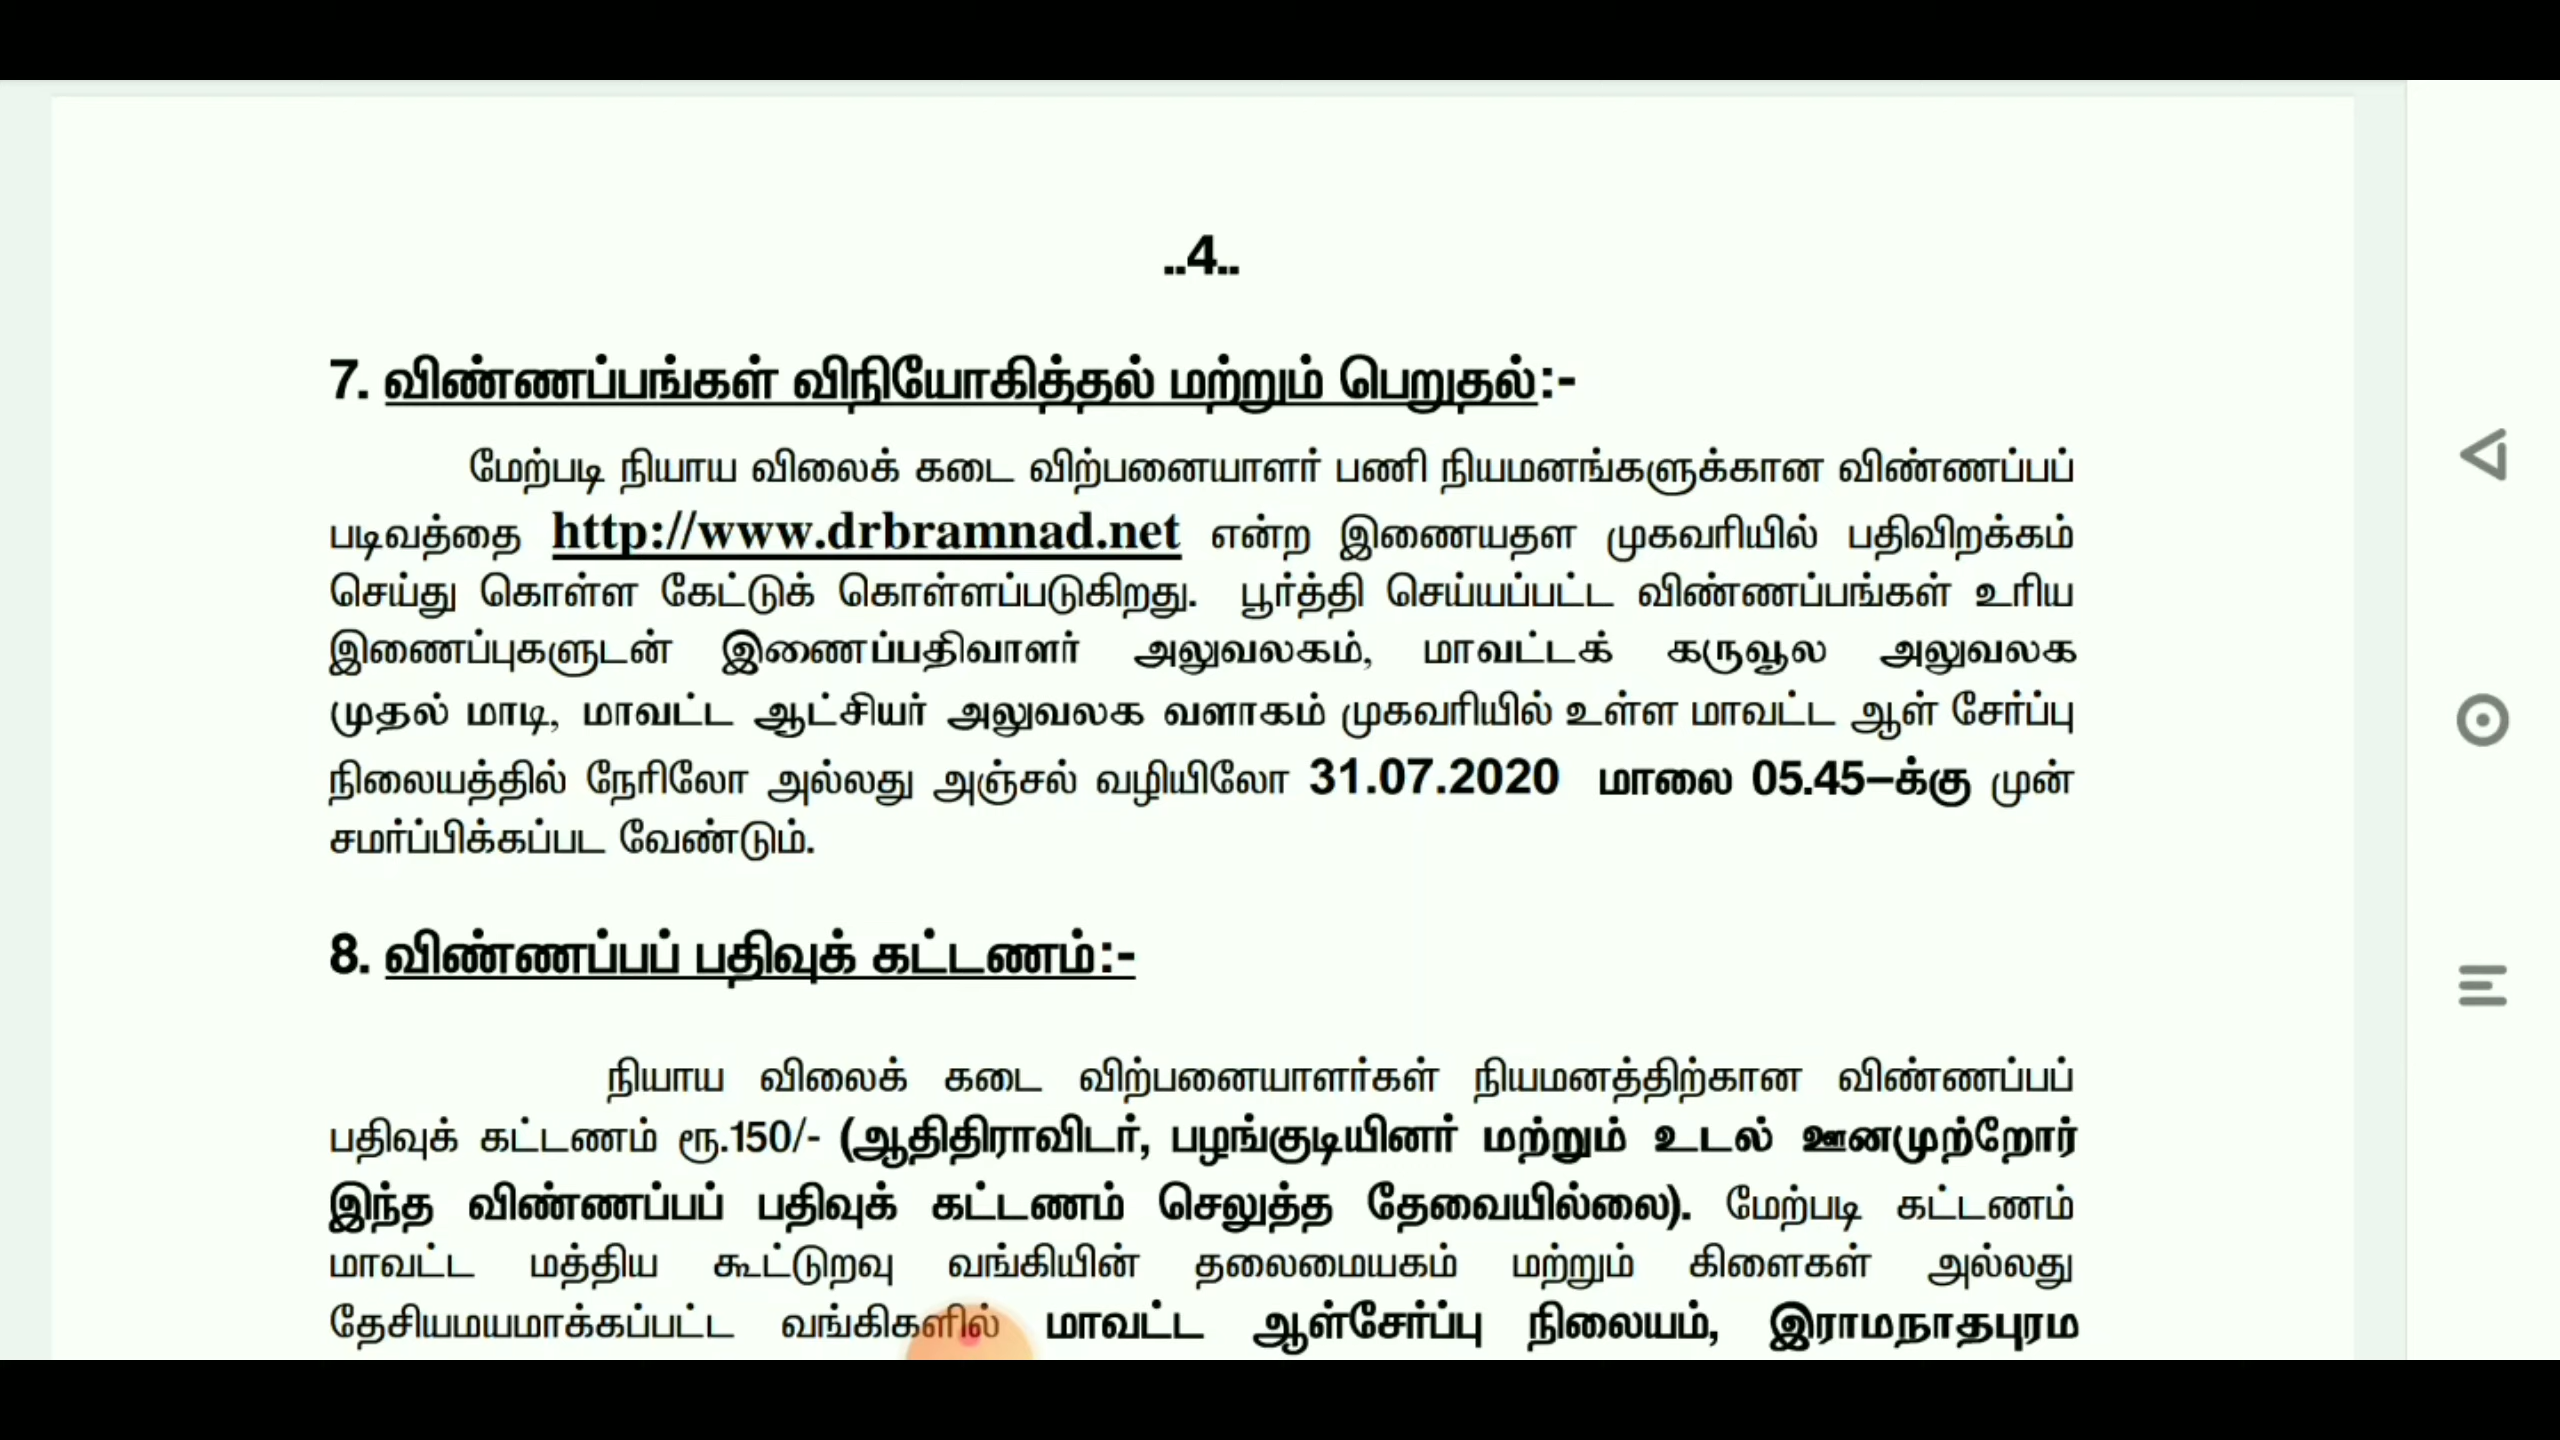 ..4..
7. விண்ணப்பங்கள் விநியோகித்தல் மற்றும் பெறுதல்:-
மேற்படி நியாய விலைக் கடை விற்பனையாளர் பணி நியமனங்களுக்கான விண்ணப்பப்
படிவத்தை http://www.drbramnad.net என்ற இணையதள முகவரியில் பதிவிறக்கம்
செய்து கொள்ள கேட்டுக் கொள்ளப்படுகிறது. பூர்த்தி செய்யப்பட்ட விண்ணப்பங்கள் உரிய
இணைப்புகளுடன் இணைப்பதிவாளர் அலுவலகம், மாவட்டக் கருவூல அலுவலக
முதல் மாடி, மாவட்ட ஆட்சியர் அலுவலக வளாகம் முகவரியில் உள்ள மாவட்ட ஆள் சேர்ப்பு
நிலையத்தில் நேரிலோ அல்லது அஞ்சல் வழியிலோ 31.07.2020 மாலை 05.45–க்கு முன்
சமர்ப்பிக்கப்பட வேண்டும்.
8. விண்ணப்பப் பதிவுக் கட்டணம்:-
நியாய விலைக் கடை விற்பனையாளர்கள் நியமனத்திற்கான விண்ணப்பப்
பதிவுக் கட்டணம் ரூ.150/- (ஆதிதிராவிடர், பழங்குடியினர் மற்றும் உடல் ஊனமுற்றோர்
இந்த விண்ணப்பப் பதிவுக் கட்டணம் செலுத்த தேவையில்லை). மேற்படி கட்டணம்
மாவட்ட மத்திய கூட்டுறவு வங்கியின் தலைமையகம் மற்றும் கிளைகள் அல்லது
தேசியமயமாக்கப்பட்ட வங்கிகளில் மாவட்ட ஆள்சேர்ப்பு நிலையம், இராமநாதபுரம